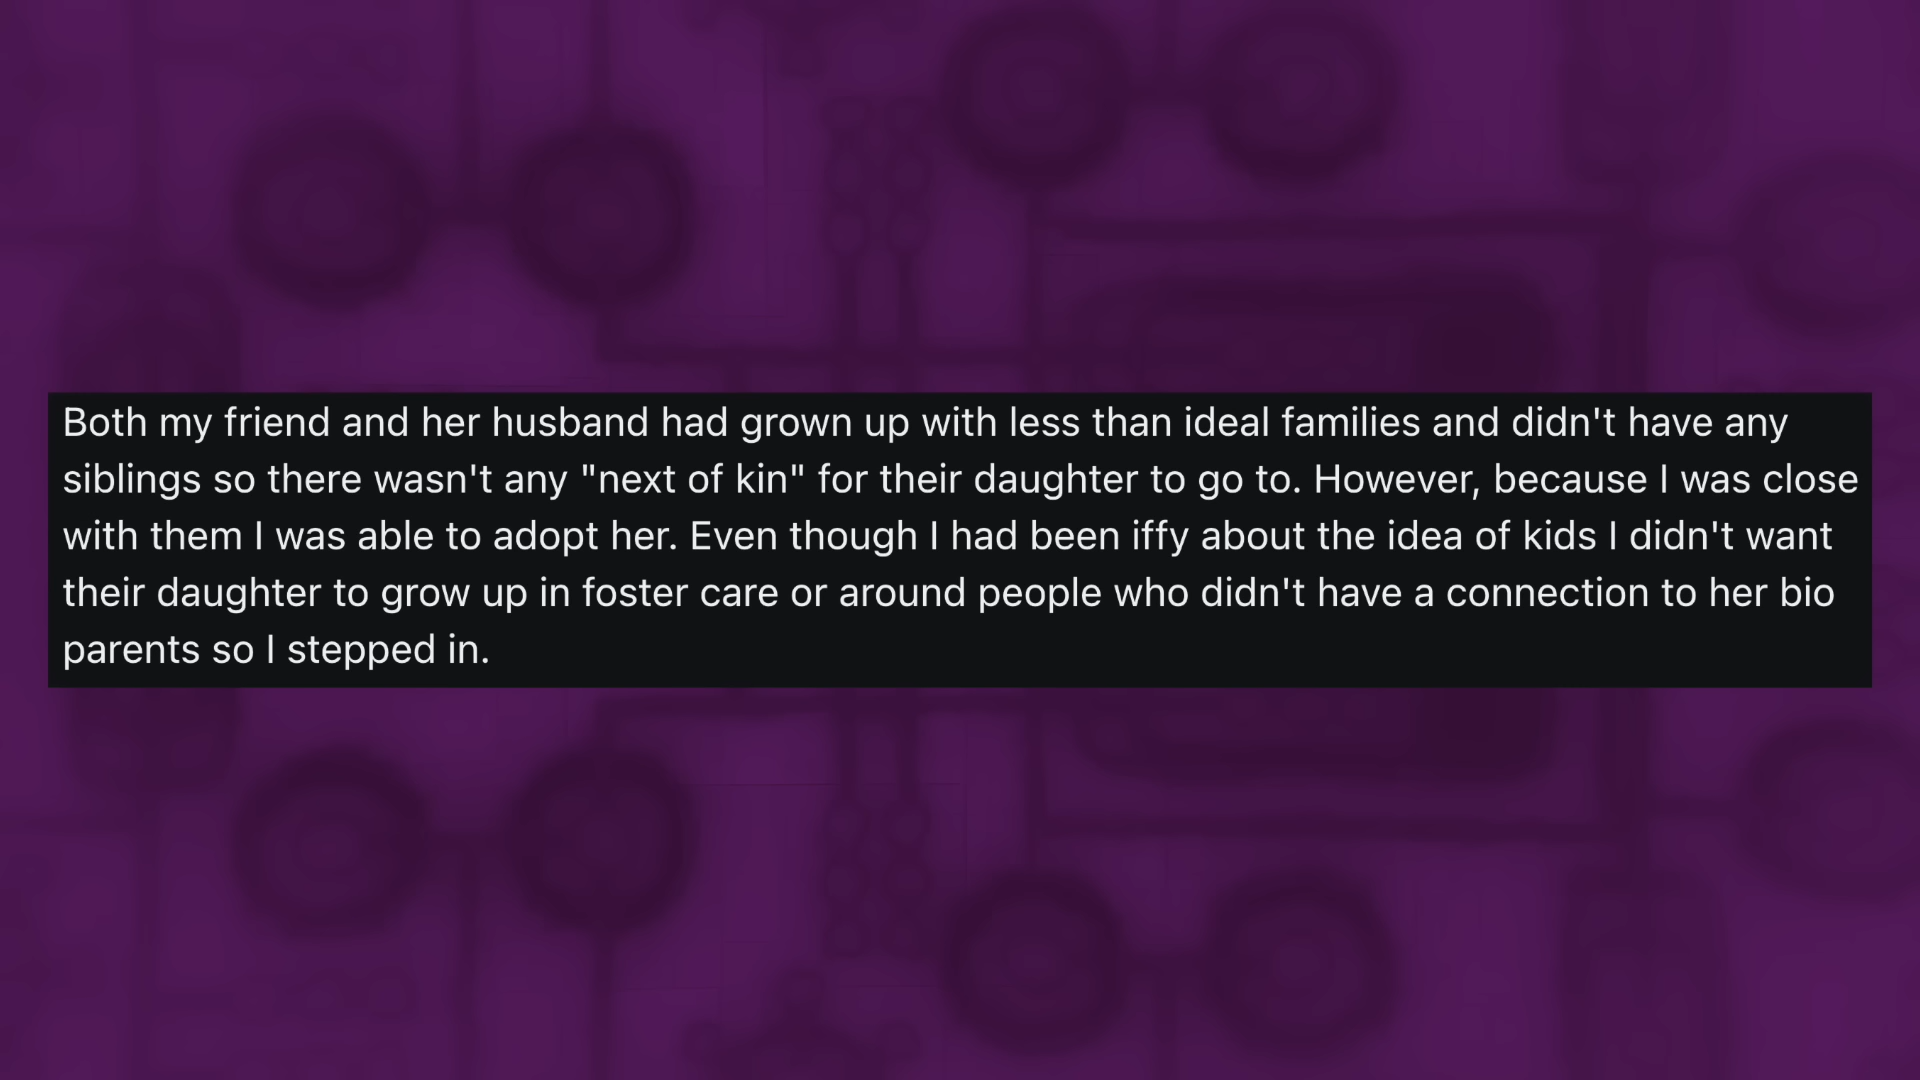 Both my friend and her husband had grown up with less than ideal families and didn't have any
siblings so there wasn't any "next of kin" for their daughter to go to. However, because I was close
with them I was able to adopt her. Even though I had been iffy about the idea of kids I didn't want
their daughter to grow up in foster care or around people who didn't have a connection to her bio
parents so I stepped in.